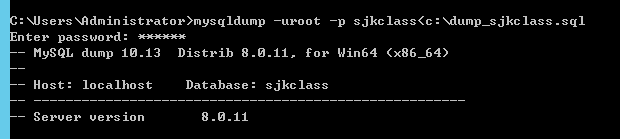 C:\Users\Administrator>mysqldump -uroot -p sjkclass<c:\dump_sjkclass.sql
Enter password: ******
-- MySQL dump 10.13  Distrib 8.0.11, for Win64 (x86_64)
--
-- Host: localhost    Database: sjkclass
-- ------------------------------------------------------
-- Server version       8.0.11